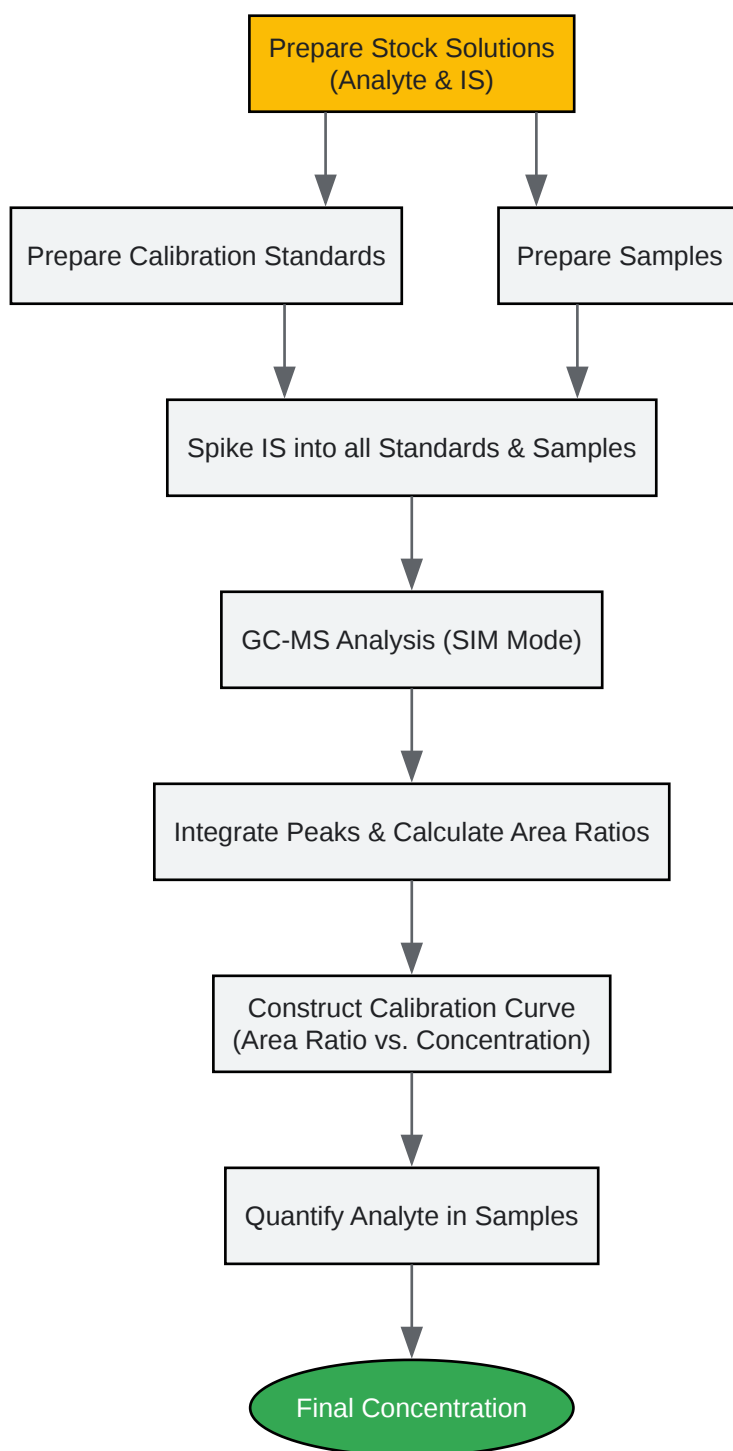 Prepare Stock Solutions
(Analyte & IS)
Prepare Calibration Standards
Prepare Samples
Spike IS into all Standards & Samples
GC-MS Analysis (SIM Mode)
Integrate Peaks & Calculate Area Ratios
Construct Calibration Curve
(Area Ratio vs. Concentration)
Quantify Analyte in Samples
Final Concentration